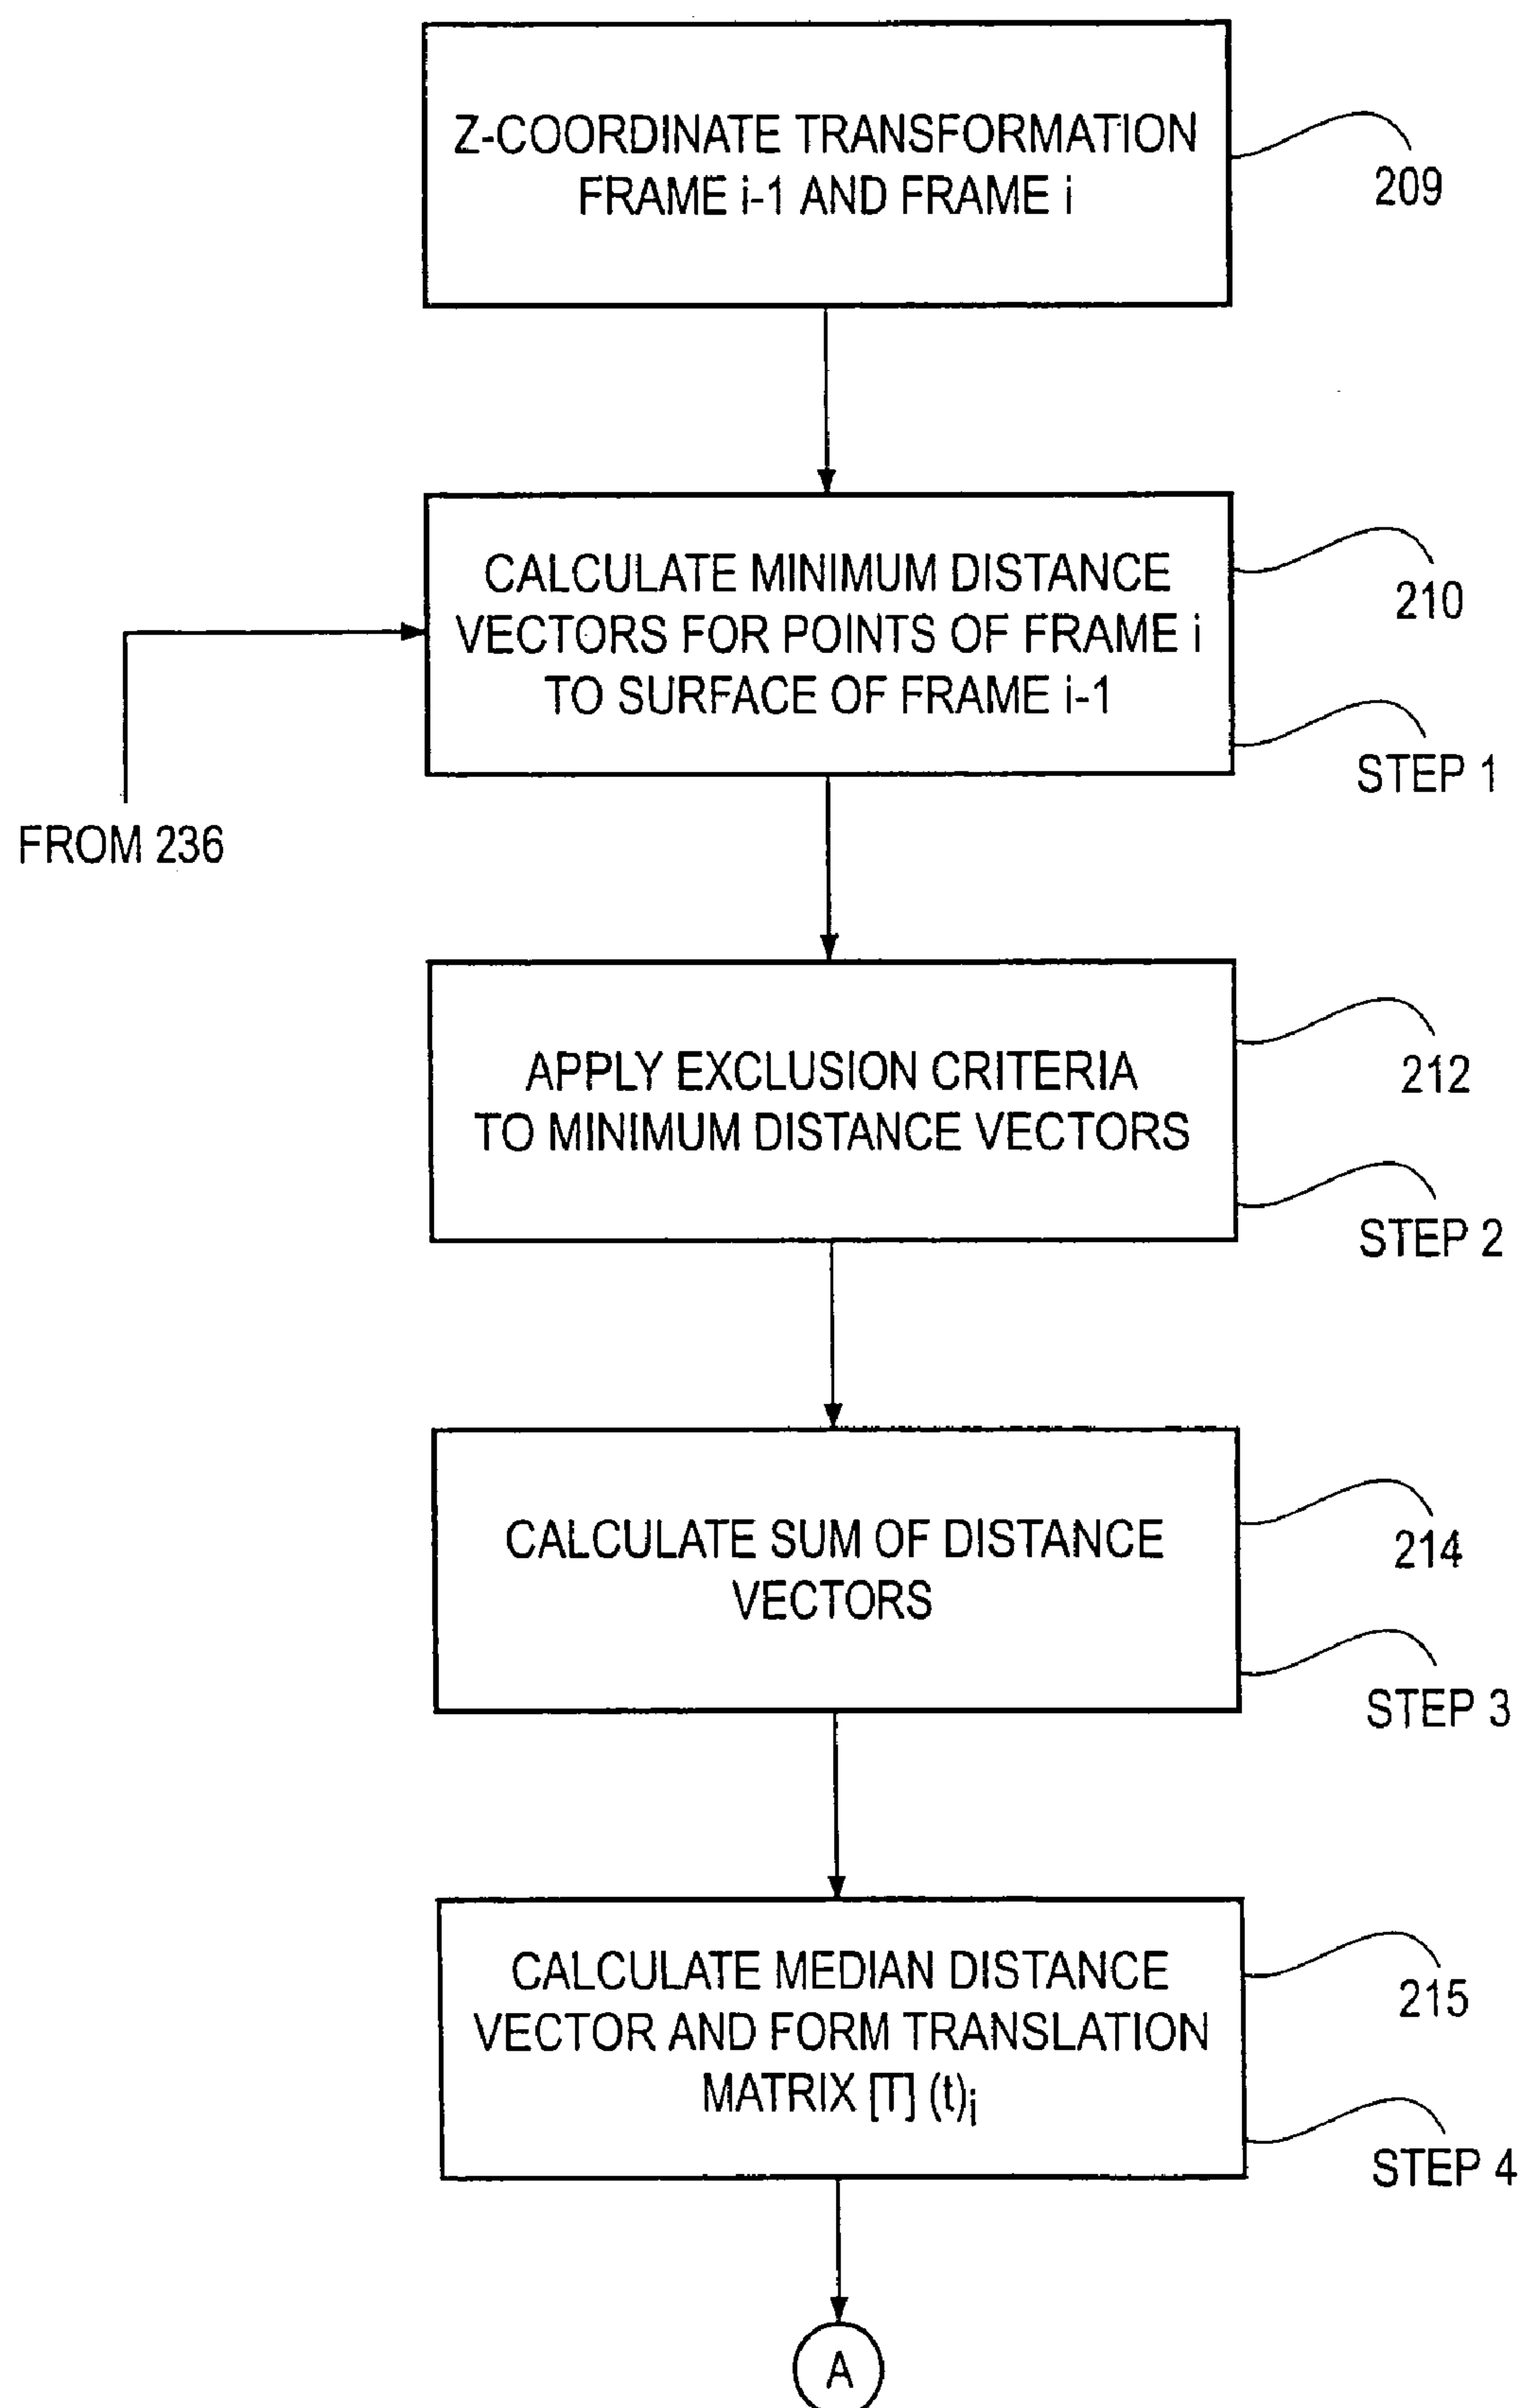 Z-COORDINATE TRANSFORMATION
FRAME i-1 AND FRAME i
209
CALCULATE MINIMUM DISTANCE
VECTORS FOR POINTS OF FRAME i
TO SURFACE OF FRAME i-1
210
STEP 1
FROM 236
APPLY EXCLUSION CRITERIA
TO MINIMUM DISTANCE VECTORS
212
STEP 2
CALCULATE SUM OF DISTANCE
VECTORS
214
STEP 3
CALCULATE MEDIAN DISTANCE
VECTOR AND FORM TRANSLATION
MATRIX [T] (t)i
215
STEP 4
A